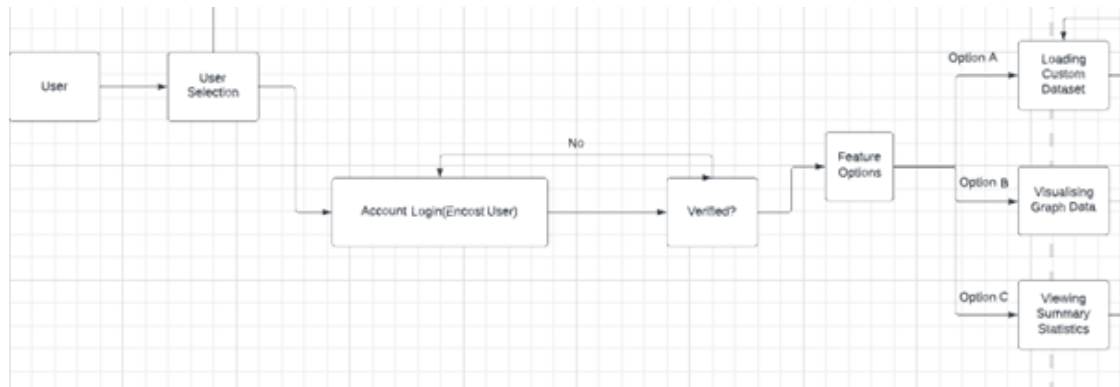 User
User
Selection
Account Login(Encost User)
No
Verified?
Feature
Options
Option A
Loading
Custom
Dataset
Option B
Visualising
Graph Data
Option C
Viewing
Summary
Statistics